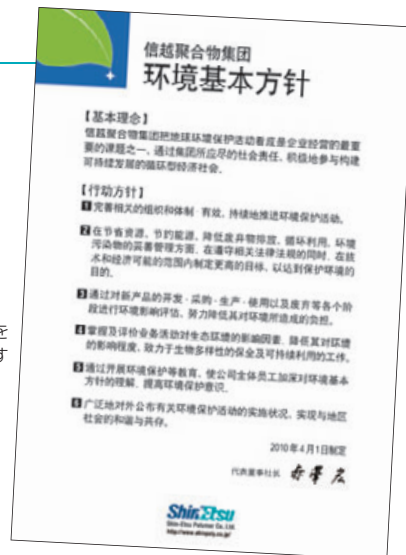 信越聚合物集团
环境基本方针
【基本理念】
信越聚合物集团把地球环境保护活动看成是企业经营的最重
要的课题之一、通过集团所应尽的社会责任、积极地参与构建
可持续发展的循环型经济社会。
【行动方针】
1 完善相关的组织和体制·有效、持续地推进环境保护活动。
2 在节省资源、节约能源、降低废弃物排放、循环利用、环境
污染物的妥善管理方面、在遵守相关法律法规的同时、在技
术和经济可能的范围内制定更高的目标、以达到保护环境的
目的。
3 通过对新产品的开发·采购·生产·使用以及废弃等各个阶
段进行环境影响评估、努力降低其对环境所造成的负担。
4 掌握及评价业务活动对生态环境的影响因素、降低其对环境
的影响程度、致力于生物多样性的保全及可持续利用的工作。
5 通过开展环境保护等教育、使公司全体员工加深对环境基本
方针的理解、提高环境保护意识。
6 广泛地对外公布有关环境保护活动的实施状况、实现与地区
社会的和谐与共存。
2010年4月1日制定
代表董事社长
ShinEtsu
Shin-Etsu Polymer Co. Ltd.
http://www.shinpoly.co.jp/
を
す